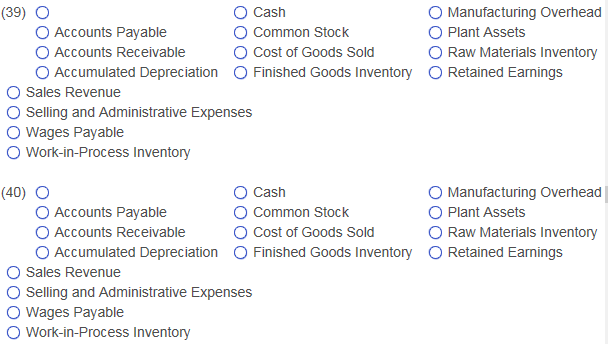 (39) Cash Manufacturing Overhead
Accounts Payable Common Stock Plant Assets
Accounts Receivable Cost of Goods Sold Raw Materials Inventory
Accumulated Depreciation Finished Goods Inventory Retained Earnings
Sales Revenue
Selling and Administrative Expenses
Wages Payable
Work-in-Process Inventory
(40) Cash Manufacturing Overhead
Accounts Payable Common Stock Plant Assets
Accounts Receivable Cost of Goods Sold Raw Materials Inventory
Accumulated Depreciation Finished Goods Inventory Retained Earnings
Sales Revenue
Selling and Administrative Expenses
Wages Payable
Work-in-Process Inventory